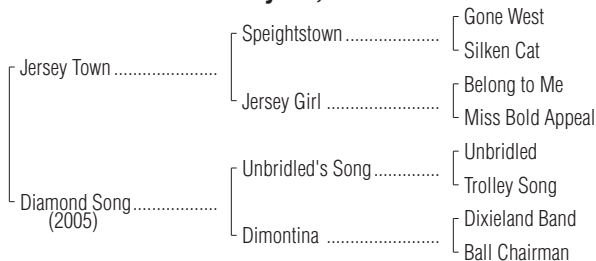 Gone West
Speightstown
Silken Cat
Jersey Town
Belong to Me
Jersey Girl
Miss Bold Appeal
Unbridled
Unbridled's Song
Trolley Song
Diamond Song
(2005)
Dixieland Band
Dimontina
Ball Chairman